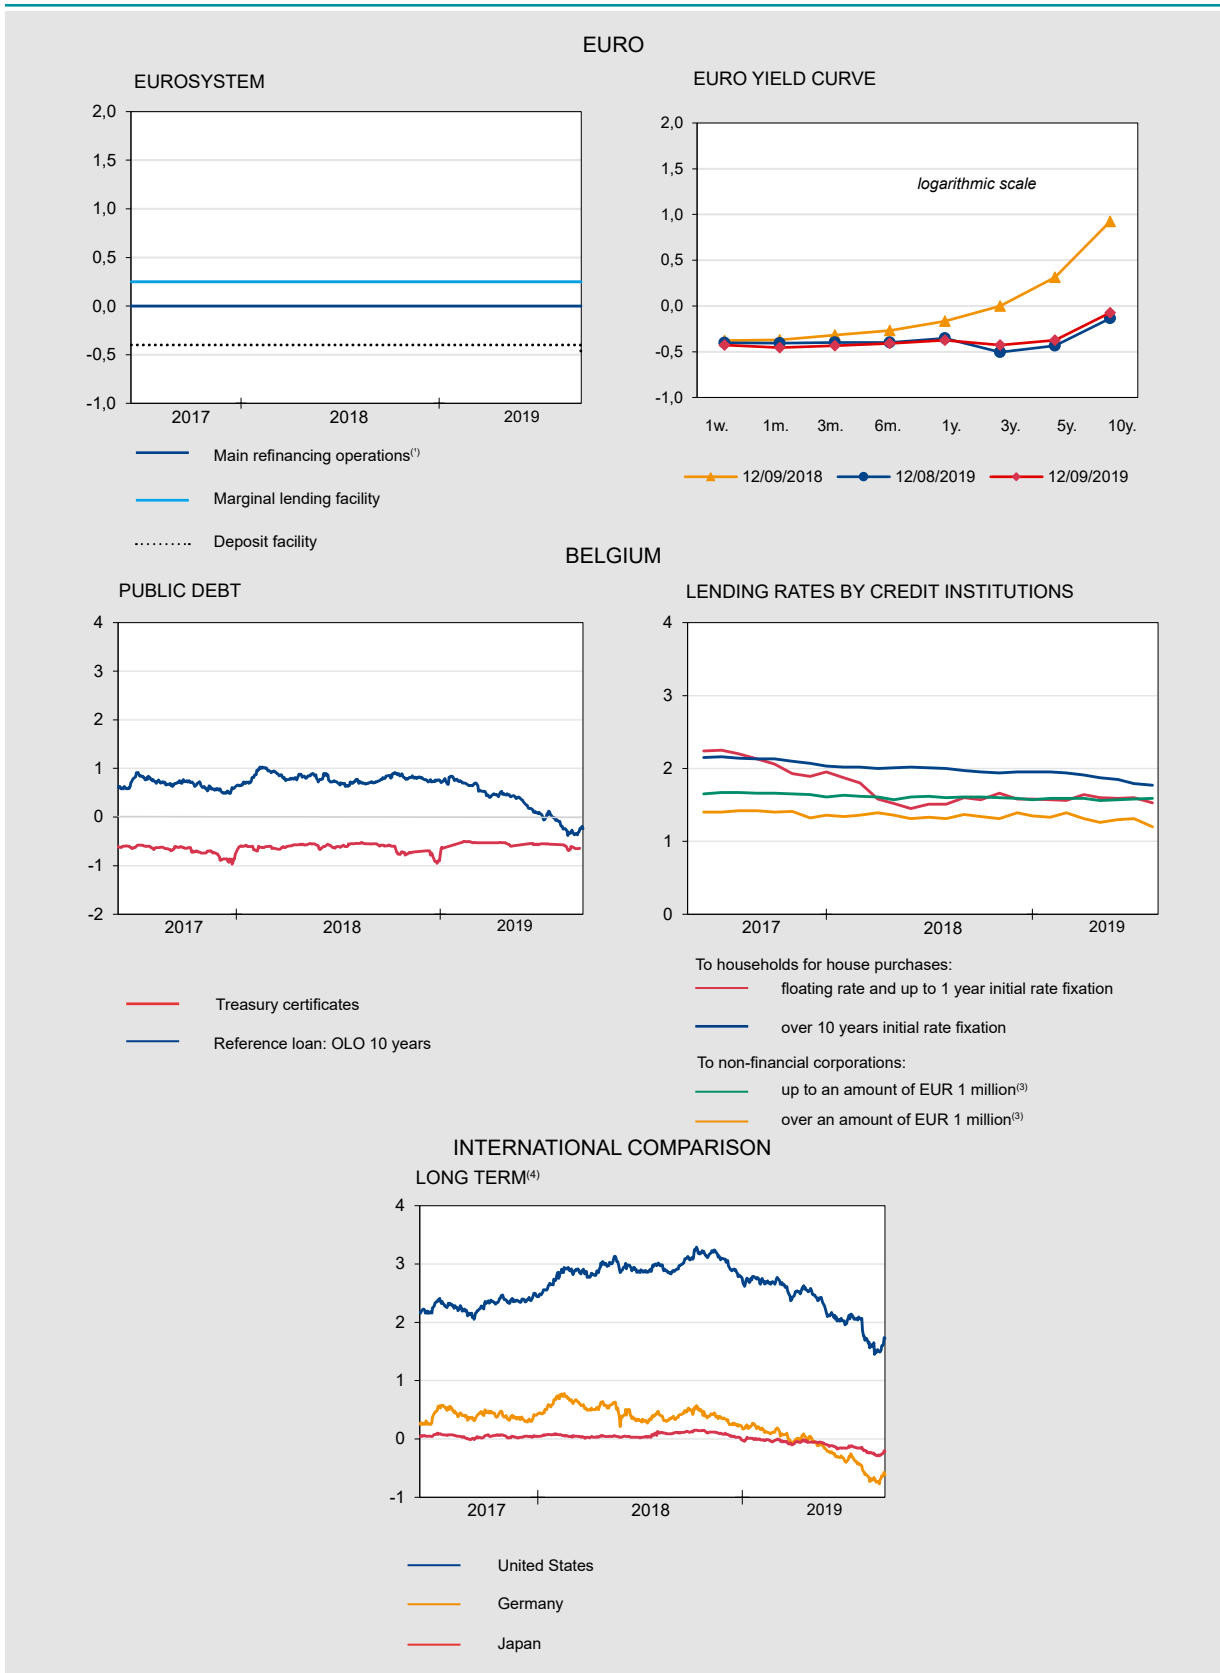 EURO
EUROSYSTEM
2,0
1,5
1,0
0,5
0,0
-0,5
-1,0
2017 2018 2019
Main refinancing operations(1)
Marginal lending facility
Deposit facility
EURO YIELD CURVE
2,0
1,5
1,0
0,5
0,0
-0,5
-1,0
logarithmic scale
1w. 1m. 3m. 6m. 1y. 3y. 5y. 10y.
12/09/2018 12/08/2019 12/09/2019
BELGIUM
PUBLIC DEBT
4
3
2
1
0
-1
-2
2017 2018 2019
Treasury certificates
Reference loan: OLO 10 years
LENDING RATES BY CREDIT INSTITUTIONS
4
3
2
1
0
2017 2018 2019
To households for house purchases:
floating rate and up to 1 year initial rate fixation
over 10 years initial rate fixation
To non-financial corporations:
up to an amount of EUR 1 million(3)
over an amount of EUR 1 million(3)
INTERNATIONAL COMPARISON
LONG TERM(4)
4
3
2
1
0
-1
2017 2018 2019
United States
Germany
Japan